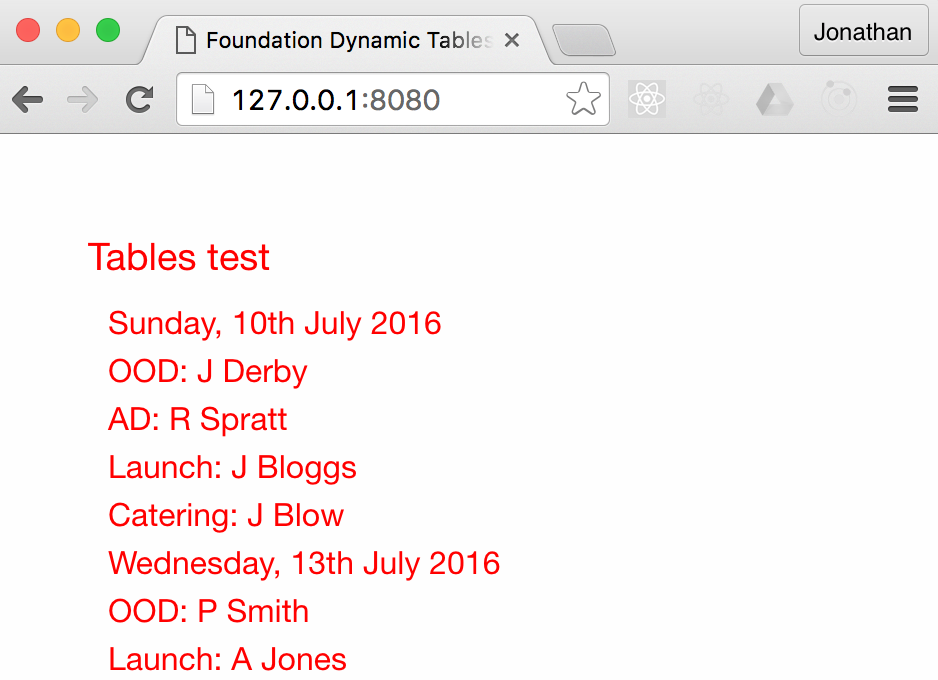 Foundation Dynamic Tables
Jonathan
127.0.0.1:8080
Tables test
Sunday, 10th July 2016
OOD: J Derby
AD: R Spratt
Launch: J Bloggs
Catering: J Blow
Wednesday, 13th July 2016
OOD: P Smith
Launch: A Jones